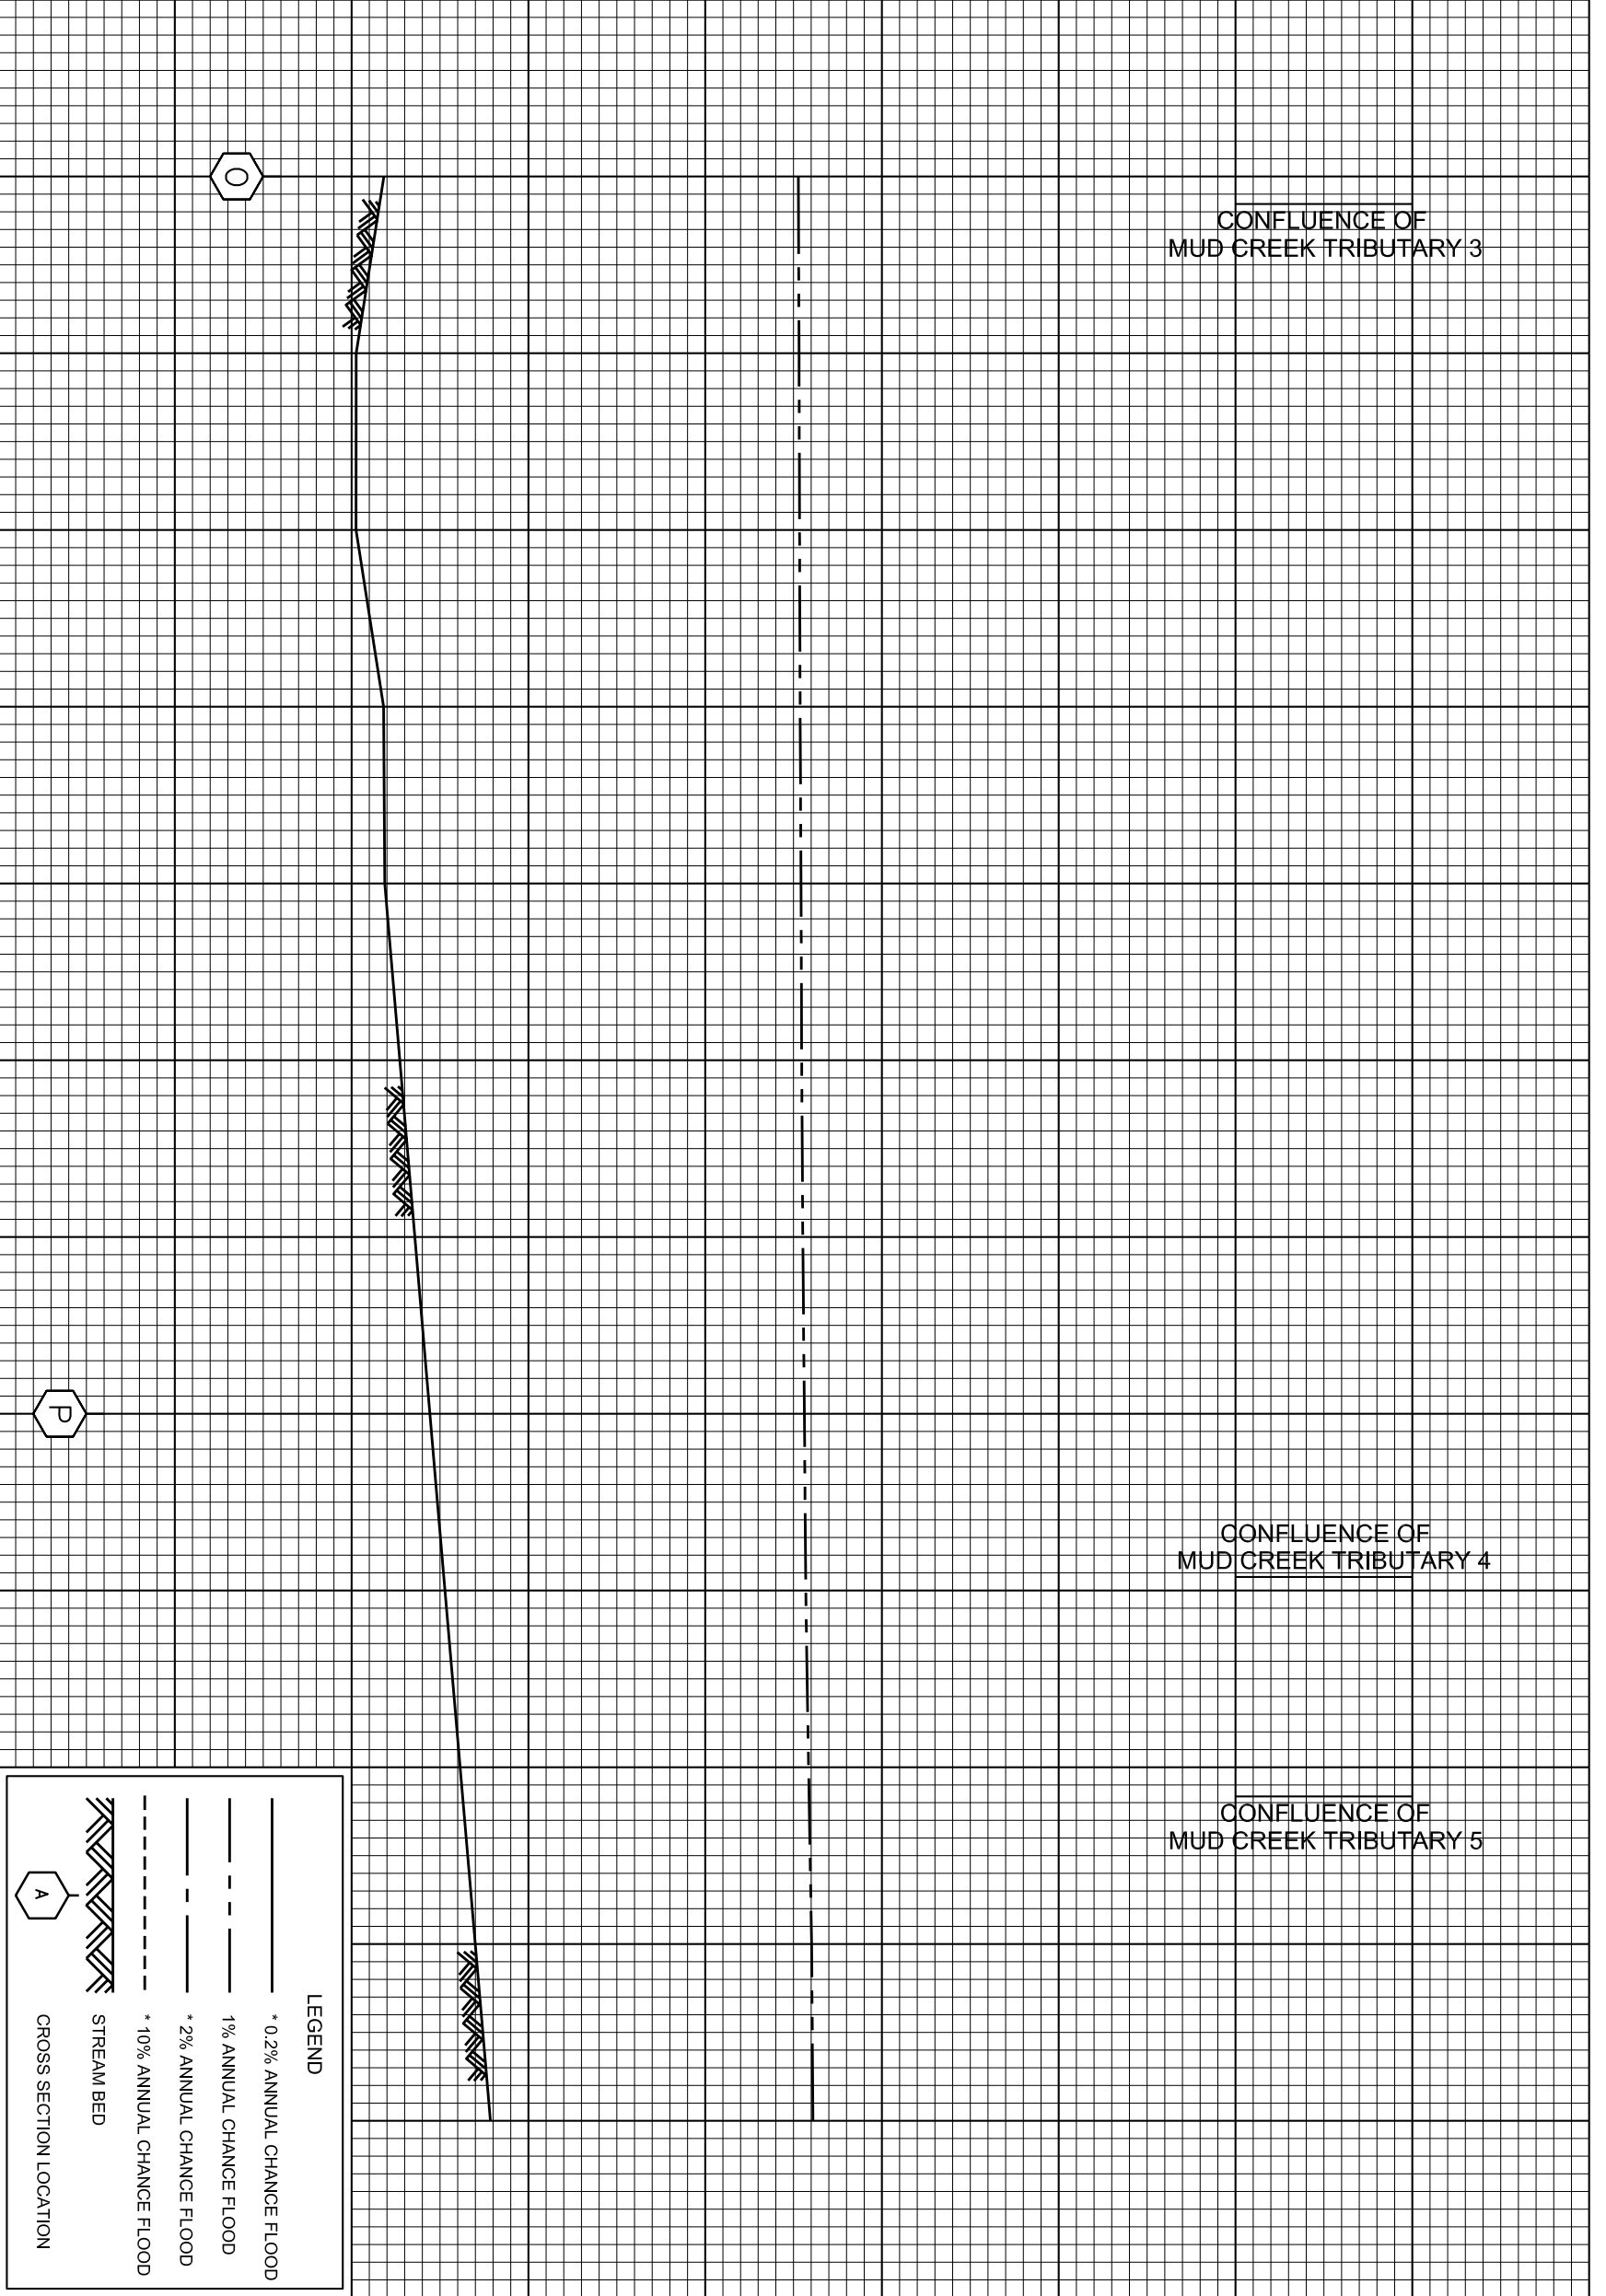 CONFLUENCE OF
MUD CREEK TRIBUTARY 3
CONFLUENCE OF
MUD CREEK TRIBUTARY 4
CONFLUENCE OF
MUD CREEK TRIBUTARY 5
O
P
LEGEND
* 0.2% ANNUAL CHANCE FLOOD
1% ANNUAL CHANCE FLOOD
* 2% ANNUAL CHANCE FLOOD
* 10% ANNUAL CHANCE FLOOD
STREAM BED
A
CROSS SECTION LOCATION